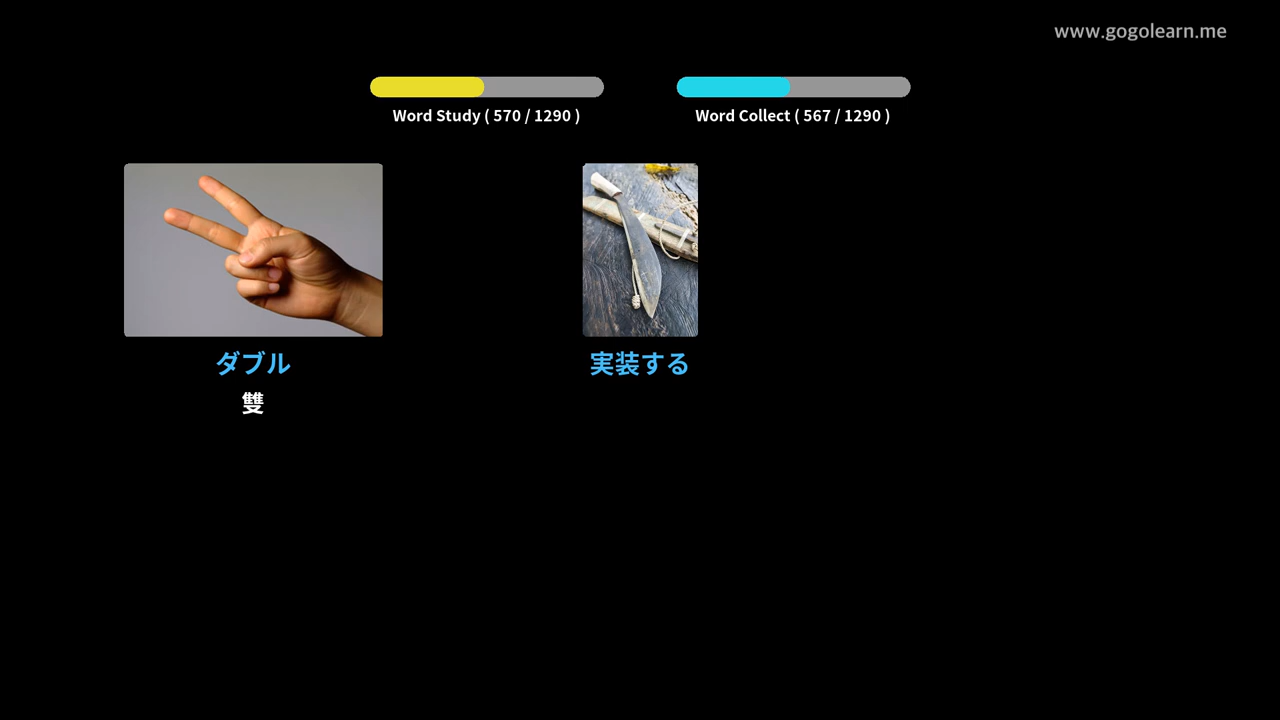 www.gogolearn.me
Word Study ( 570 / 1290 )
Word Collect ( 567 / 1290 )
ダブル
雙
実装する